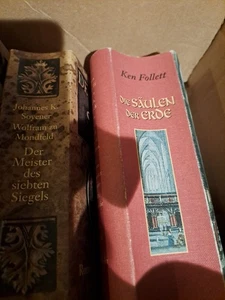 Johannes K.
Soyener
Wolfram zu
Mondfeld
Der Meister
des
siebten
Siegels
Ken Follett
DIE SÄULEN
DER ERDE